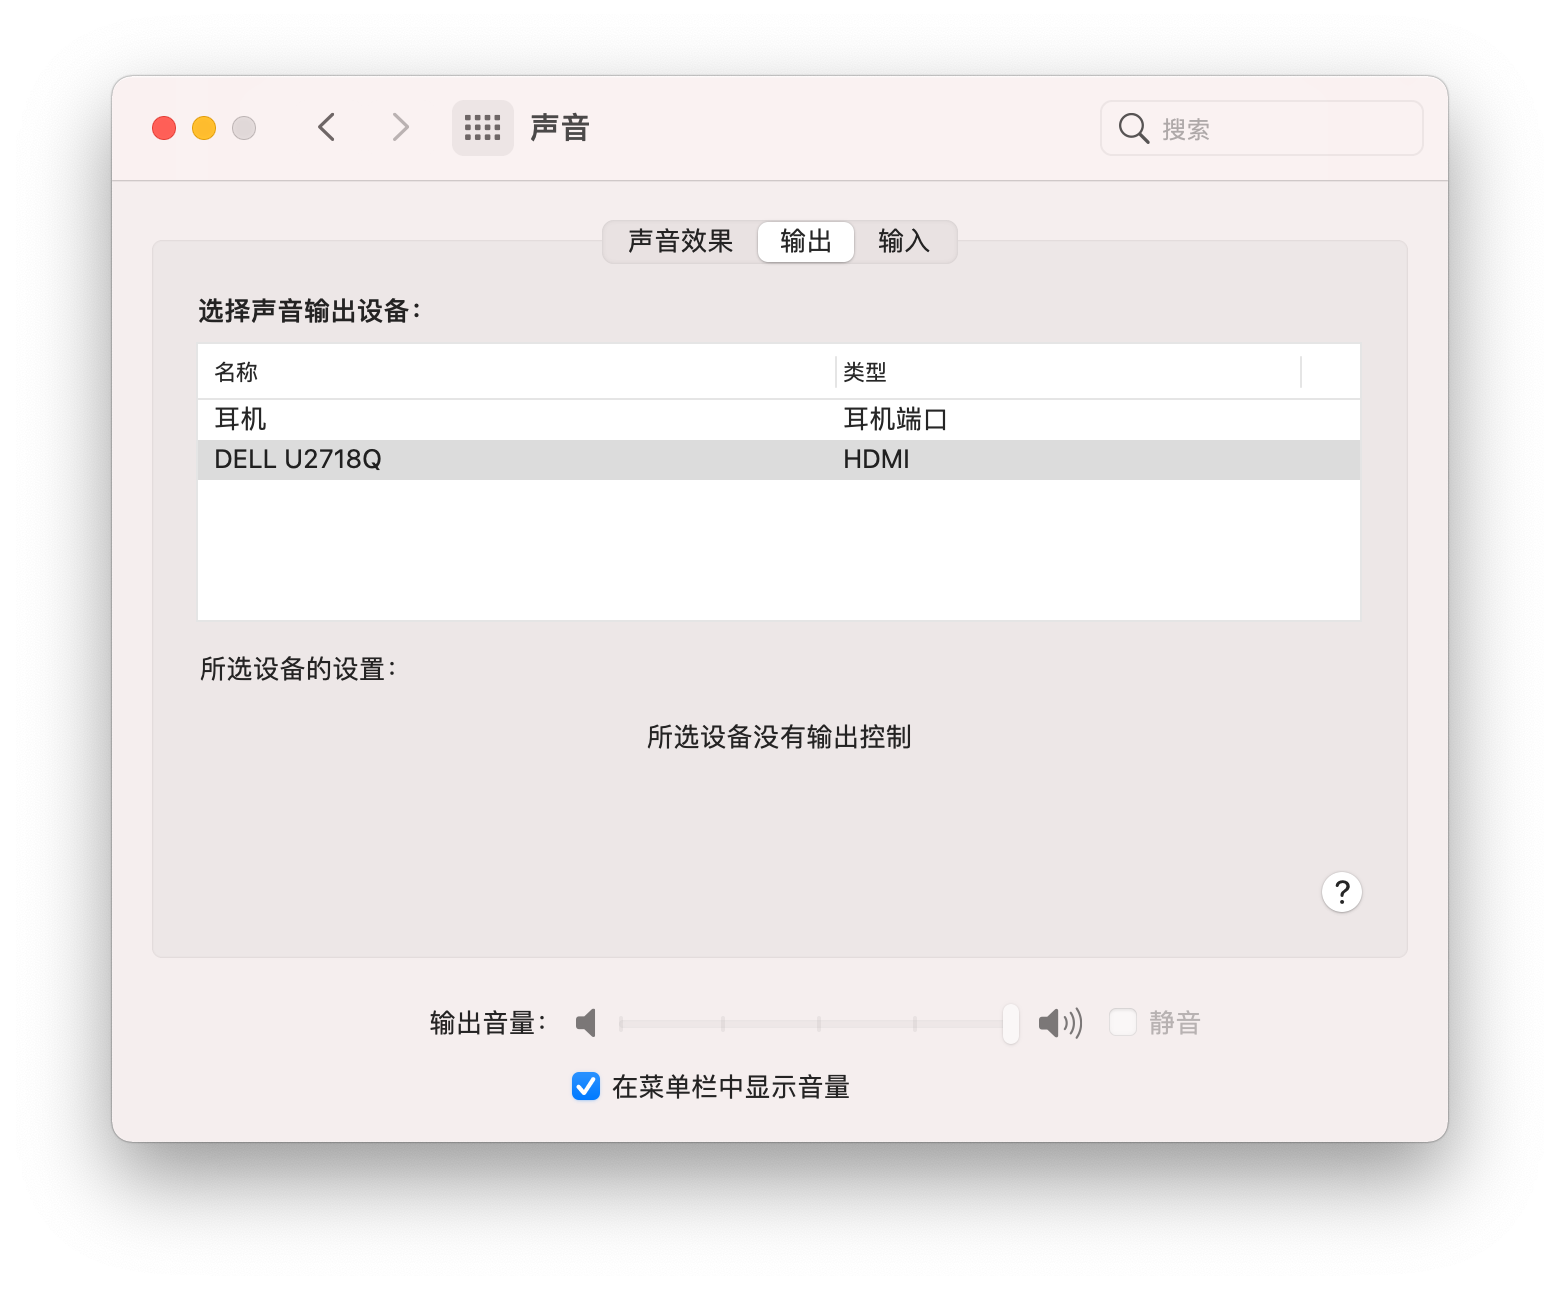 声音
搜索
声音效果 输出 输入
选择声音输出设备：
名称 类型
耳机 耳机端口
DELL U2718Q HDMI
所选设备的设置：
所选设备没有输出控制
?
输出音量： 静音
在菜单栏中显示音量